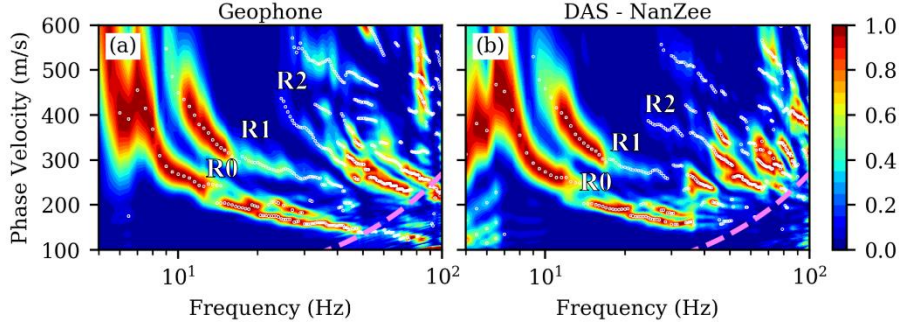 Geophone
DAS - NanZee
Phase Velocity (m/s)
600
500
400
300
200
100
(a)
R0
R1
R2
10¹
10²
Frequency (Hz)
(b)
R0
R1
R2
10¹
10²
Frequency (Hz)
1.0
0.8
0.6
0.4
0.2
0.0